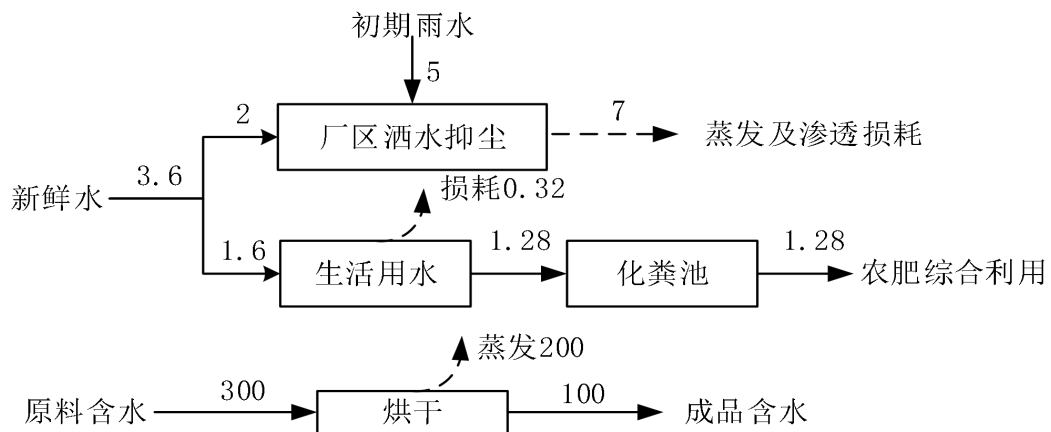 初期雨水
5
2
厂区洒水抑尘
7
蒸发及渗透损耗
3.6
新鲜水
损耗0.32
1.6
生活用水
1.28
化粪池
1.28
农肥综合利用
蒸发200
原料含水
300
烘干
100
成品含水